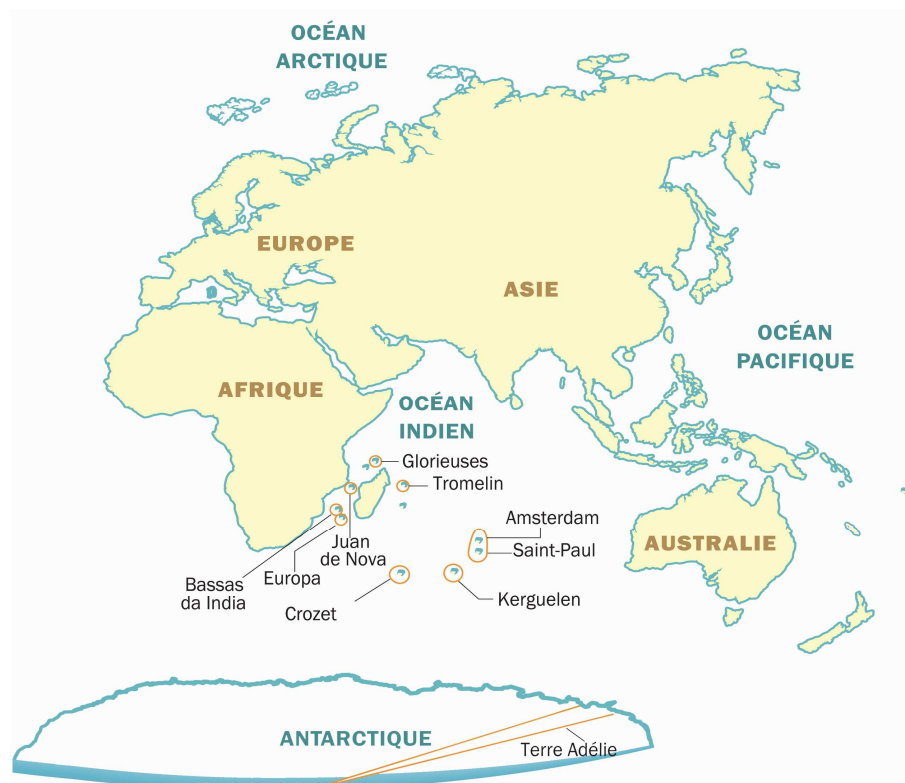 OCÉAN
ARCTIQUE
EUROPE
ASIE
OCÉAN
PACIFIQUE
AFRIQUE
OCÉAN
INDIEN
Glorieuses
Tromelin
Amsterdam
Saint-Paul
AUSTRALIE
Juan
de Nova
Europa
Bassas
da India
Crozet
Kerguelen
ANTARCTIQUE
Terre Adélie